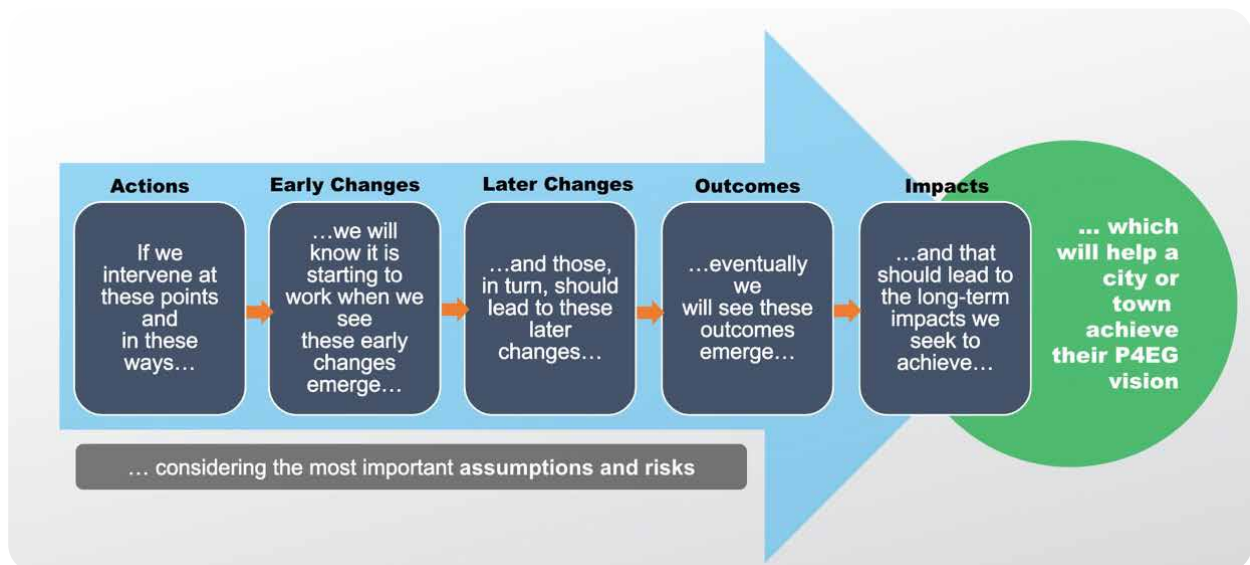 Actions
If we
intervene at
these points
and
in these
ways…
Early Changes
…we will
know it is
starting to
work when we
see
these early
changes
emerge…
Later Changes
…and those,
in turn, should
lead to these
later
changes…
Outcomes
…eventually
we
will see these
outcomes
emerge…
Impacts
…and that
should lead to
the long-term
impacts we
seek to
achieve…
... which
will help a
city or
town
achieve
their P4EG
vision
… considering the most important assumptions and risks